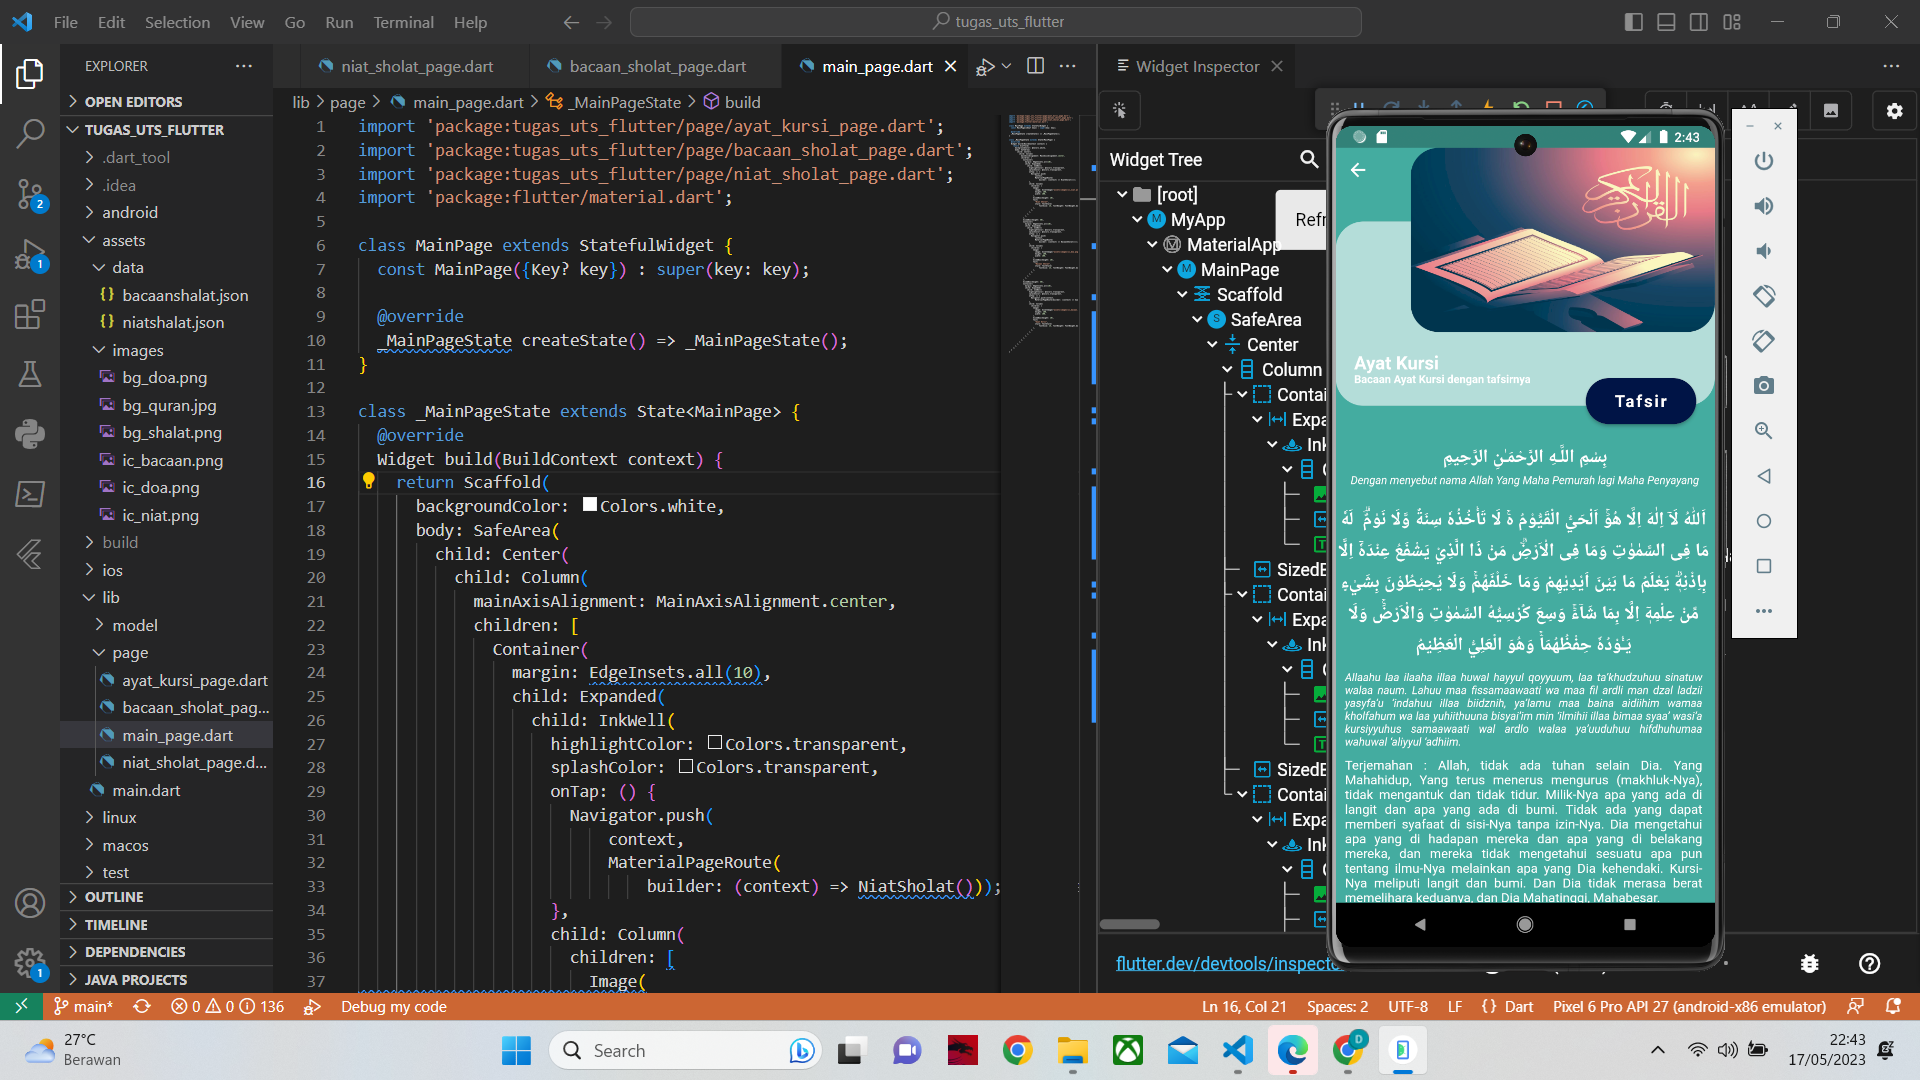 File Edit Selection View Go Run Terminal Help
tugas_uts_flutter
EXPLORER
OPEN EDITORS
TUGAS_UTS_FLUTTER
.dart_tool
.idea
android
assets
data
bacaanshalat.json
niatshalat.json
images
bg_doa.png
bg_quran.jpg
bg_shalat.png
ic_bacaan.png
ic_doa.png
ic_niat.png
build
ios
lib
model
page
ayat_kursi_page.dart
bacaan_sholat_pag...
main_page.dart
niat_sholat_page.d...
main.dart
linux
macos
test
OUTLINE
TIMELINE
DEPENDENCIES
JAVA PROJECTS
2
1
1
niat_sholat_page.dart
bacaan_sholat_page.dart
main_page.dart
lib > page > main_page.dart > _MainPageState > build
1 import 'package:tugas_uts_flutter/page/ayat_kursi_page.dart';
2 import 'package:tugas_uts_flutter/page/bacaan_sholat_page.dart';
3 import 'package:tugas_uts_flutter/page/niat_sholat_page.dart';
4 import 'package:flutter/material.dart';
5
6 class MainPage extends StatefulWidget {
7 const MainPage({Key? key}) : super(key: key);
8
9 @override
10 _MainPageState createState() => _MainPageState();
11 }
12
13 class _MainPageState extends State<MainPage> {
14 @override
15 Widget build(BuildContext context) {
16 return Scaffold(
17 backgroundColor: Colors.white,
18 body: SafeArea(
19 child: Center(
20 child: Column(
21 mainAxisAlignment: MainAxisAlignment.center,
22 children: [
23 Container(
24 margin: EdgeInsets.all(10),
25 child: Expanded(
26 child: InkWell(
27 highlightColor: Colors.transparent,
28 splashColor: Colors.transparent,
29 onTap: () {
30 Navigator.push(
31 context,
32 MaterialPageRoute(
33 builder: (context) => NiatSholat()));
34 },
35 child: Column(
36 children: [
37 Image(
Widget Inspector
Widget Tree
Refr
[root]
MyApp
MaterialApp
MainPage
Scaffold
SafeArea
Center
Column
Contai
Expa
Ink
C
SizedB
Contai
Expa
Ink
C
SizedB
Contai
Expa
Ink
C
flutter.dev/devtools/inspecto
2:43
Ayat Kursi
Bacaan Ayat Kursi dengan tafsirnya
Tafsir
بِسْمِ اللَّهِ الرَّحْمَـٰنِ الرَّحِيمِ
Dengan menyebut nama Allah Yang Maha Pemurah lagi Maha Penyayang
اَللّٰهُ لَآ اِلٰهَ اِلَّا هُوَۚ اَلْحَيُّ الْقَيُّوْمُ ەۚ لَا تَأْخُذُهٗ سِنَةٌ وَّلَا نَوْمٌۗ لَهٗ
مَا فِى السَّمٰوٰتِ وَمَا فِى الْاَرْضِۗ مَنْ ذَا الَّذِيْ يَشْفَعُ عِنْدَهٗٓ اِلَّا
بِاِذْنِهٖۗ يَعْلَمُ مَا بَيْنَ اَيْدِيْهِمْ وَمَا خَلْفَهُمْۚ وَلَا يُحِيْطُوْنَ بِشَيْءٍ
مِّنْ عِلْمِهٖٓ اِلَّا بِمَا شَاۤءَۚ وَسِعَ كُرْسِيُّهُ السَّمٰوٰتِ وَالْاَرْضَۚ وَلَا
يَـُٔوْدُهٗ حِفْظُهُمَاۚ وَهُوَ الْعَلِيُّ الْعَظِيْمُ
Allaahu laa ilaaha illaa huwal hayyul qoyyuum, laa ta'khudzuhuu sinatuw
walaa naum. Lahuu maa fissamaawaati wa maa fil ardli man dzal ladzii
yasyfa'u 'indahuu illaa biidznih, ya'lamu maa baina aidiihim wamaa
kholfahum wa laa yuhiithuuna bisyai'im min 'ilmihii illaa bimaa syaa' wasi'a
kursiyyuhus samaawaati wal ardlo walaa ya'uuduhuu hifdhuhumaa
wahuwal 'aliyyul 'adhiim.
Terjemahan : Allah, tidak ada tuhan selain Dia. Yang
Mahahidup, Yang terus menerus mengurus (makhluk-Nya),
tidak mengantuk dan tidak tidur. Milik-Nya apa yang ada di
langit dan apa yang ada di bumi. Tidak ada yang dapat
memberi syafaat di sisi-Nya tanpa izin-Nya. Dia mengetahui
apa yang di hadapan mereka dan apa yang di belakang
mereka, dan mereka tidak mengetahui sesuatu apa pun
tentang ilmu-Nya melainkan apa yang Dia kehendaki. Kursi-
Nya meliputi langit dan bumi. Dan Dia tidak merasa berat
memelihara keduanya, dan Dia Mahatinggi, Mahabesar.
main* 0 0 136 Debug my code
Ln 16, Col 21 Spaces: 2 UTF-8 LF {} Dart Pixel 6 Pro API 27 (android-x86 emulator)
27°C
Berawan
Search
D
22:43
17/05/2023